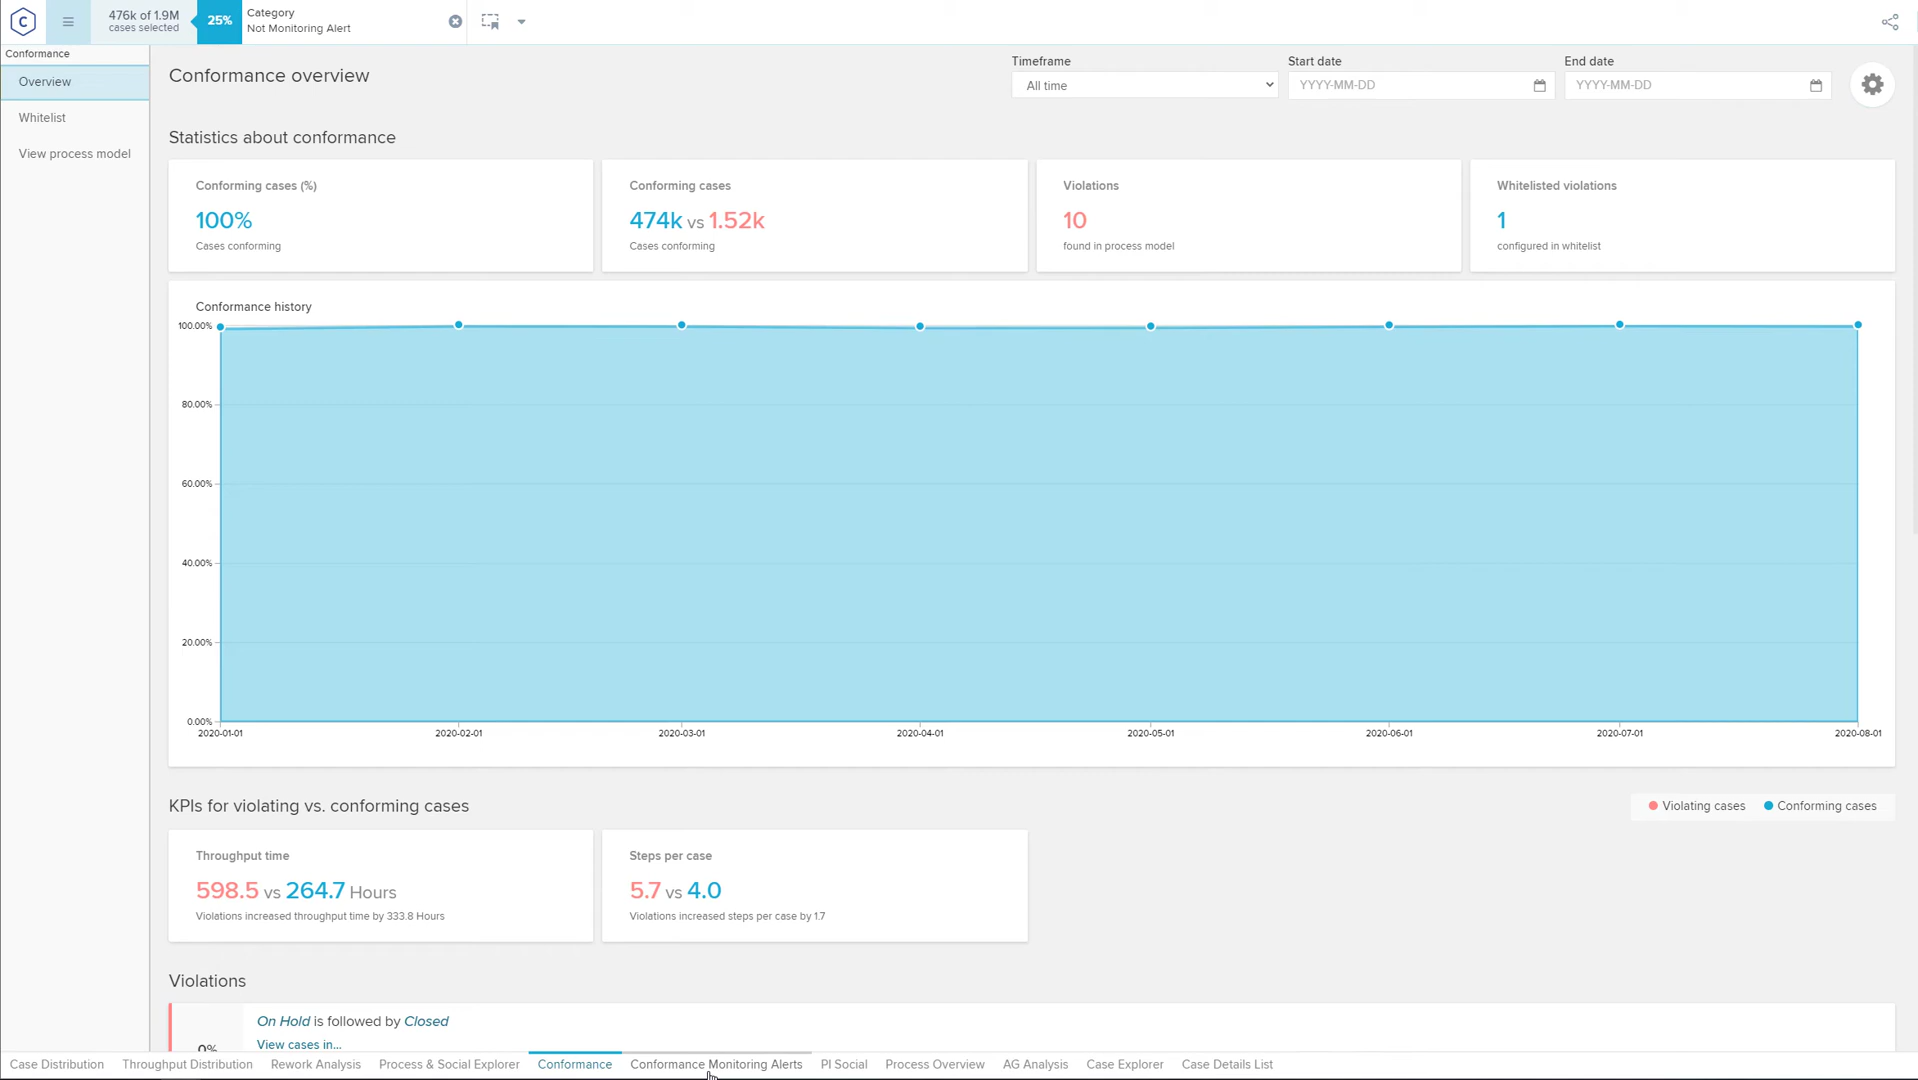 C
476k of 1.9M
cases selected
25%
Category
Not Monitoring Alert
Conformance
Overview
Whitelist
View process model
Conformance overview
Timeframe
All time
Start date
YYYY-MM-DD
End date
YYYY-MM-DD
Statistics about conformance
Conforming cases (%)
100%
Cases conforming
Conforming cases
474k vs 1.52k
Cases conforming
Violations
10
found in process model
Whitelisted violations
1
configured in whitelist
Conformance history
100.00%
80.00%
60.00%
40.00%
20.00%
0.00%
2020-01-01 2020-02-01 2020-03-01 2020-04-01 2020-05-01 2020-06-01 2020-07-01 2020-08-01
KPIs for violating vs. conforming cases
Violating cases Conforming cases
Throughput time
598.5 vs 264.7 Hours
Violations increased throughput time by 333.8 Hours
Steps per case
5.7 vs 4.0
Violations increased steps per case by 1.7
Violations
0%
On Hold is followed by Closed
View cases in...
Case Distribution Throughput Distribution Rework Analysis Process & Social Explorer Conformance Conformance Monitoring Alerts PI Social Process Overview AG Analysis Case Explorer Case Details List